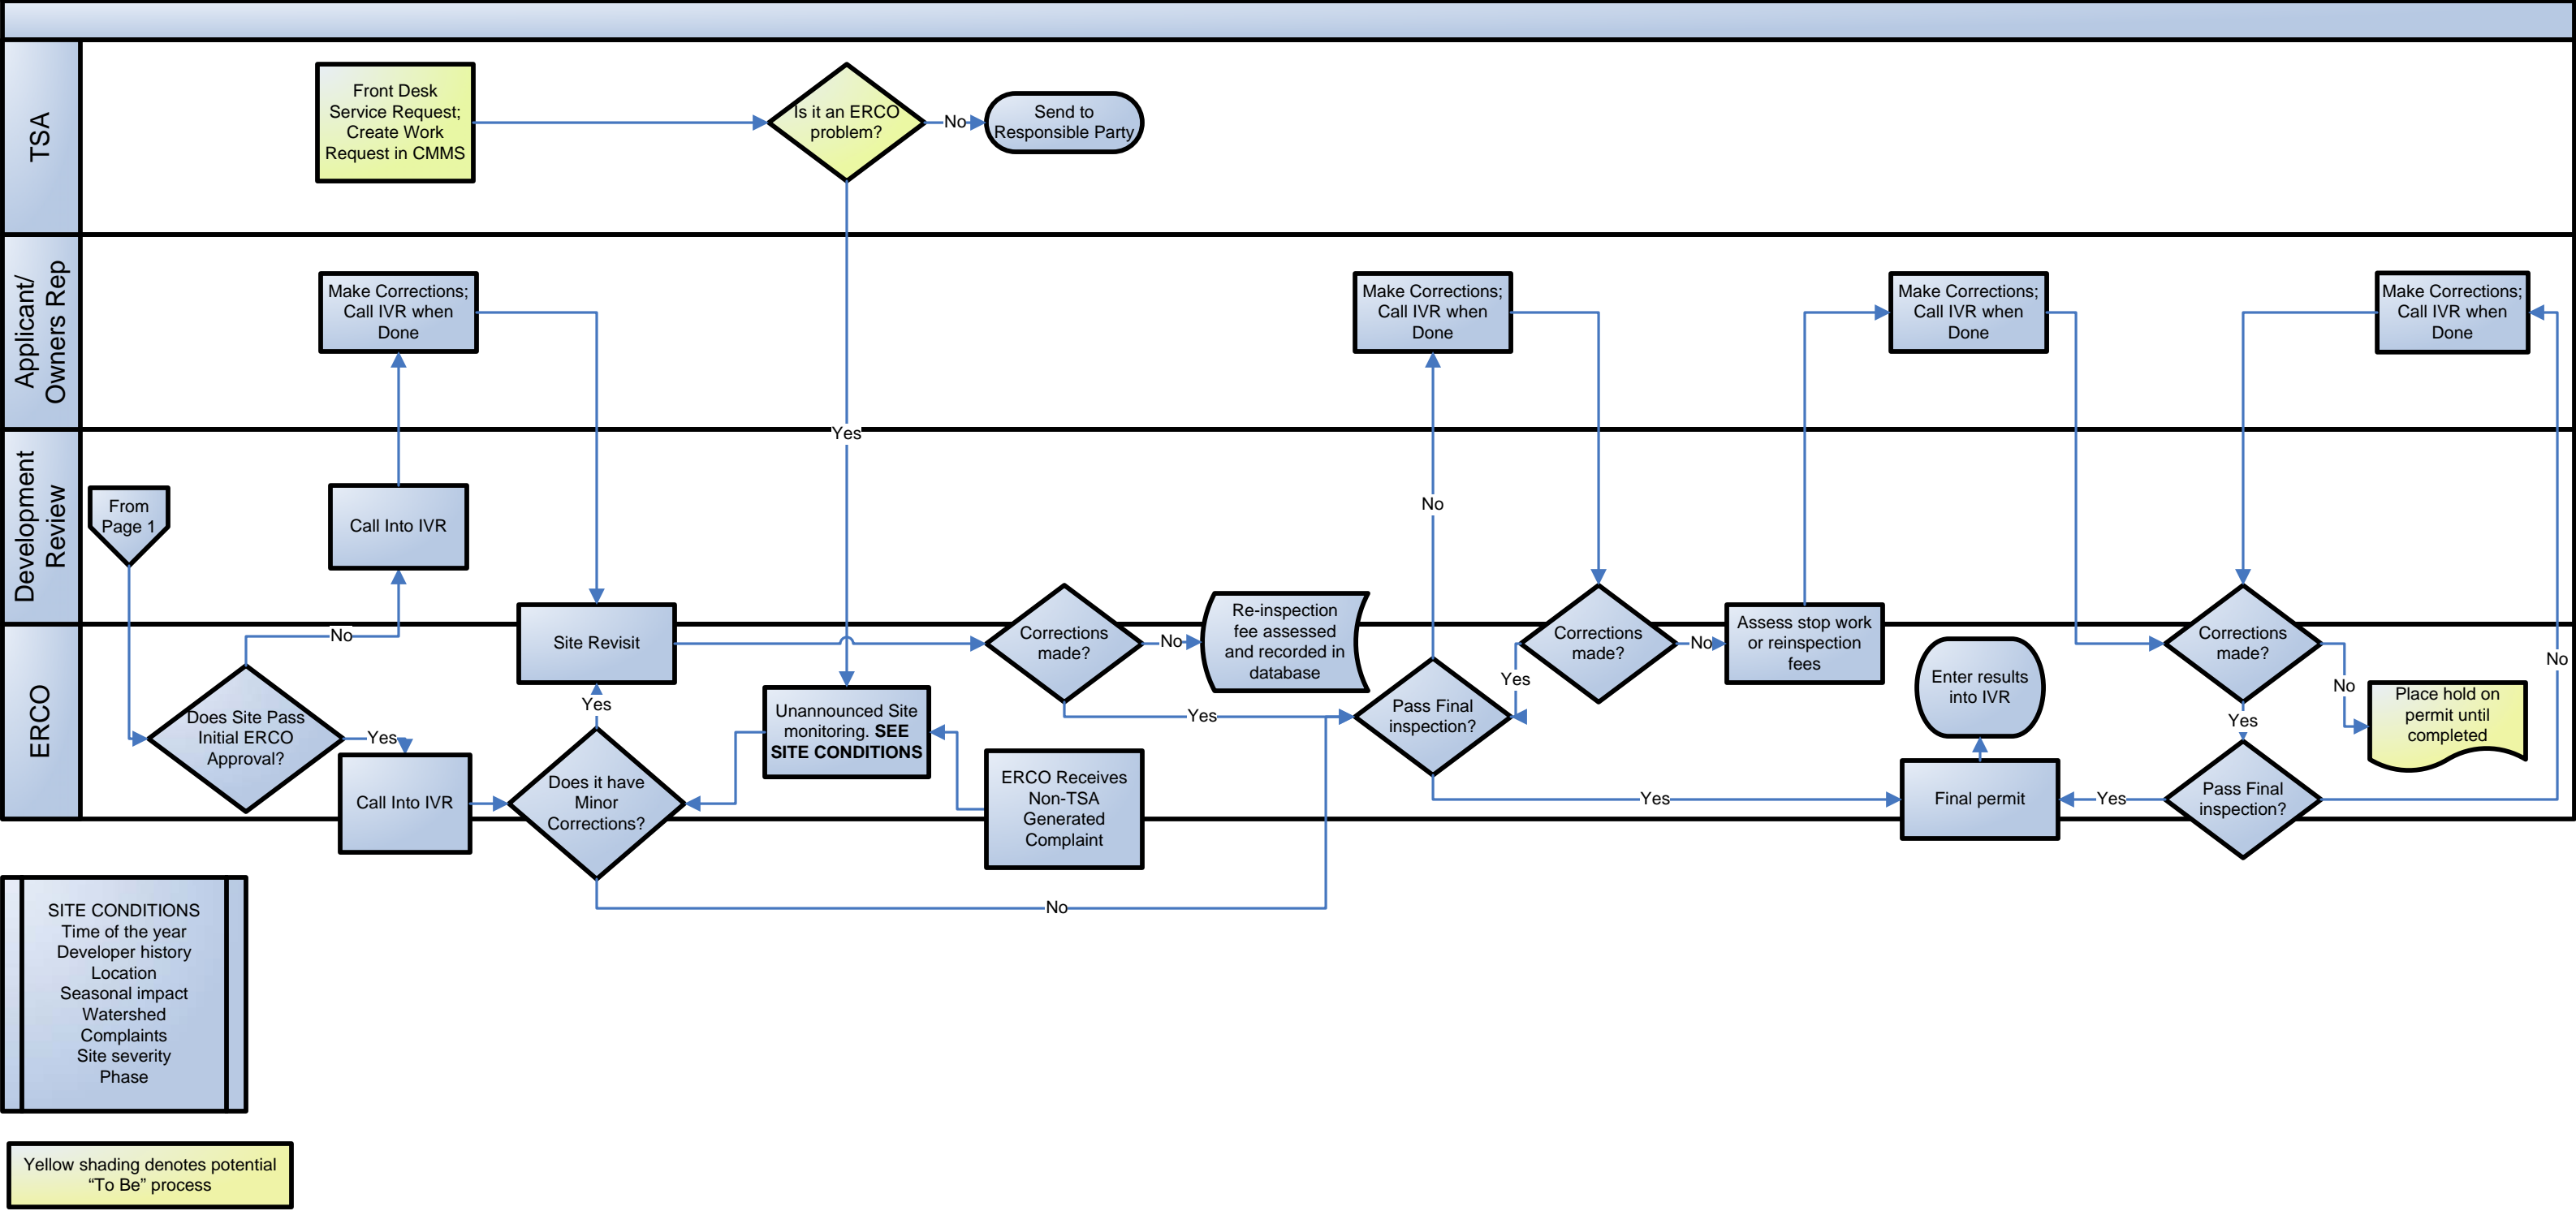 TSA
Front Desk
Service Request;
Create Work
Request in CMMS
Is it an ERCO
problem?
No
Send to
Responsible Party
Yes
Applicant/
Owners Rep
Make Corrections;
Call IVR when
Done
Make Corrections;
Call IVR when
Done
Make Corrections;
Call IVR when
Done
Make Corrections;
Call IVR when
Done
Development
Review
From
Page 1
Call Into IVR
No
ERCO
No
Does Site Pass
Initial ERCO
Approval?
Yes
Call Into IVR
Site Revisit
Yes
Does it have
Minor
Corrections?
No
Unannounced Site
monitoring. SEE
SITE CONDITIONS
ERCO Receives
Non-TSA
Generated
Complaint
Corrections
made?
No
Yes
Re-inspection
fee assessed
and recorded in
database
Pass Final
inspection?
Yes
Yes
Corrections
made?
No
Assess stop work
or reinspection
fees
Enter results
into IVR
Final permit
Yes
Corrections
made?
No
Yes
Pass Final
inspection?
No
Place hold on
permit until
completed
SITE CONDITIONS
Time of the year
Developer history
Location
Seasonal impact
Watershed
Complaints
Site severity
Phase
Yellow shading denotes potential
“To Be” process